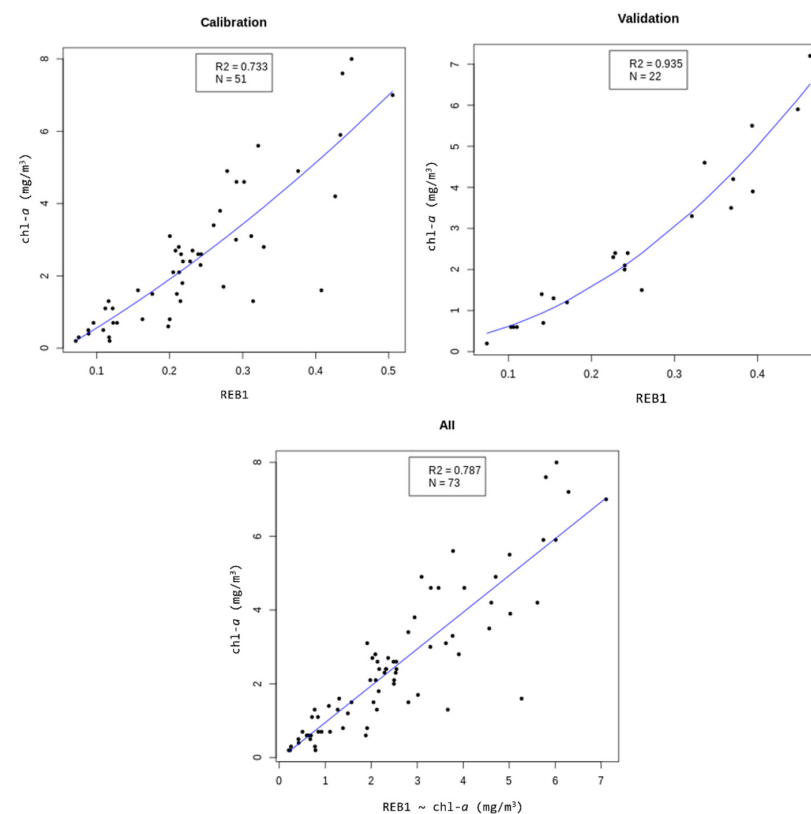 Calibration
R2 = 0.733
N = 51
8
6
4
2
0
chl-a (mg/m³)
0.1 0.2 0.3 0.4 0.5
REB1
Validation
R2 = 0.935
N = 22
7
6
5
4
3
2
1
0
chl-a (mg/m³)
0.1 0.2 0.3 0.4
REB1
All
R2 = 0.787
N = 73
8
6
4
2
0
chl-a (mg/m³)
0 1 2 3 4 5 6 7
REB1 ~ chl-a (mg/m³)